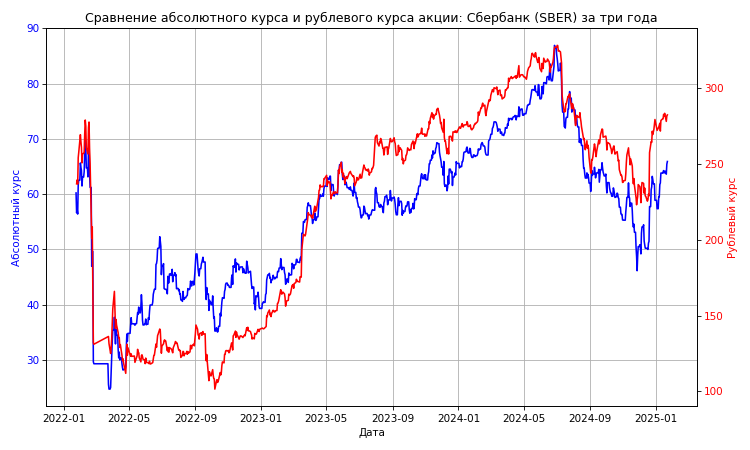 Сравнение абсолютного курса и рублевого курса акции: Сбербанк (SBER) за три года
90
80
70
60
50
40
30
Абсолютный курс
300
250
200
150
100
Рублевый курс
2022-01 2022-05 2022-09 2023-01 2023-05 2023-09 2024-01 2024-05 2024-09 2025-01
Дата